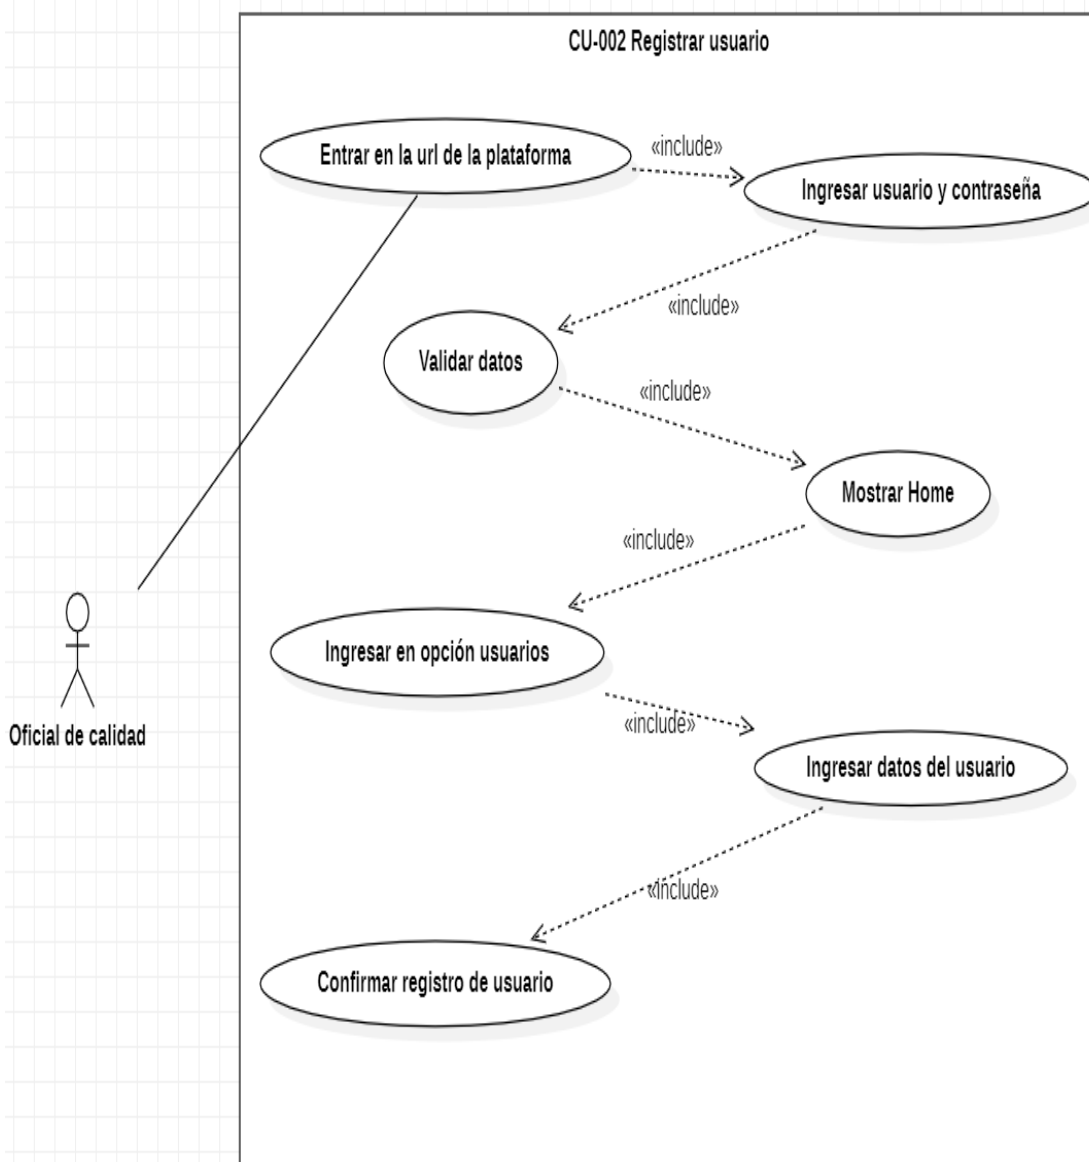 CU-002 Registrar usuario
Entrar en la url de la plataforma
«include»
Ingresar usuario y contraseña
«include»
Validar datos
«include»
Mostrar Home
«include»
Ingresar en opción usuarios
«include»
Oficial de calidad
Ingresar datos del usuario
«include»
Confirmar registro de usuario